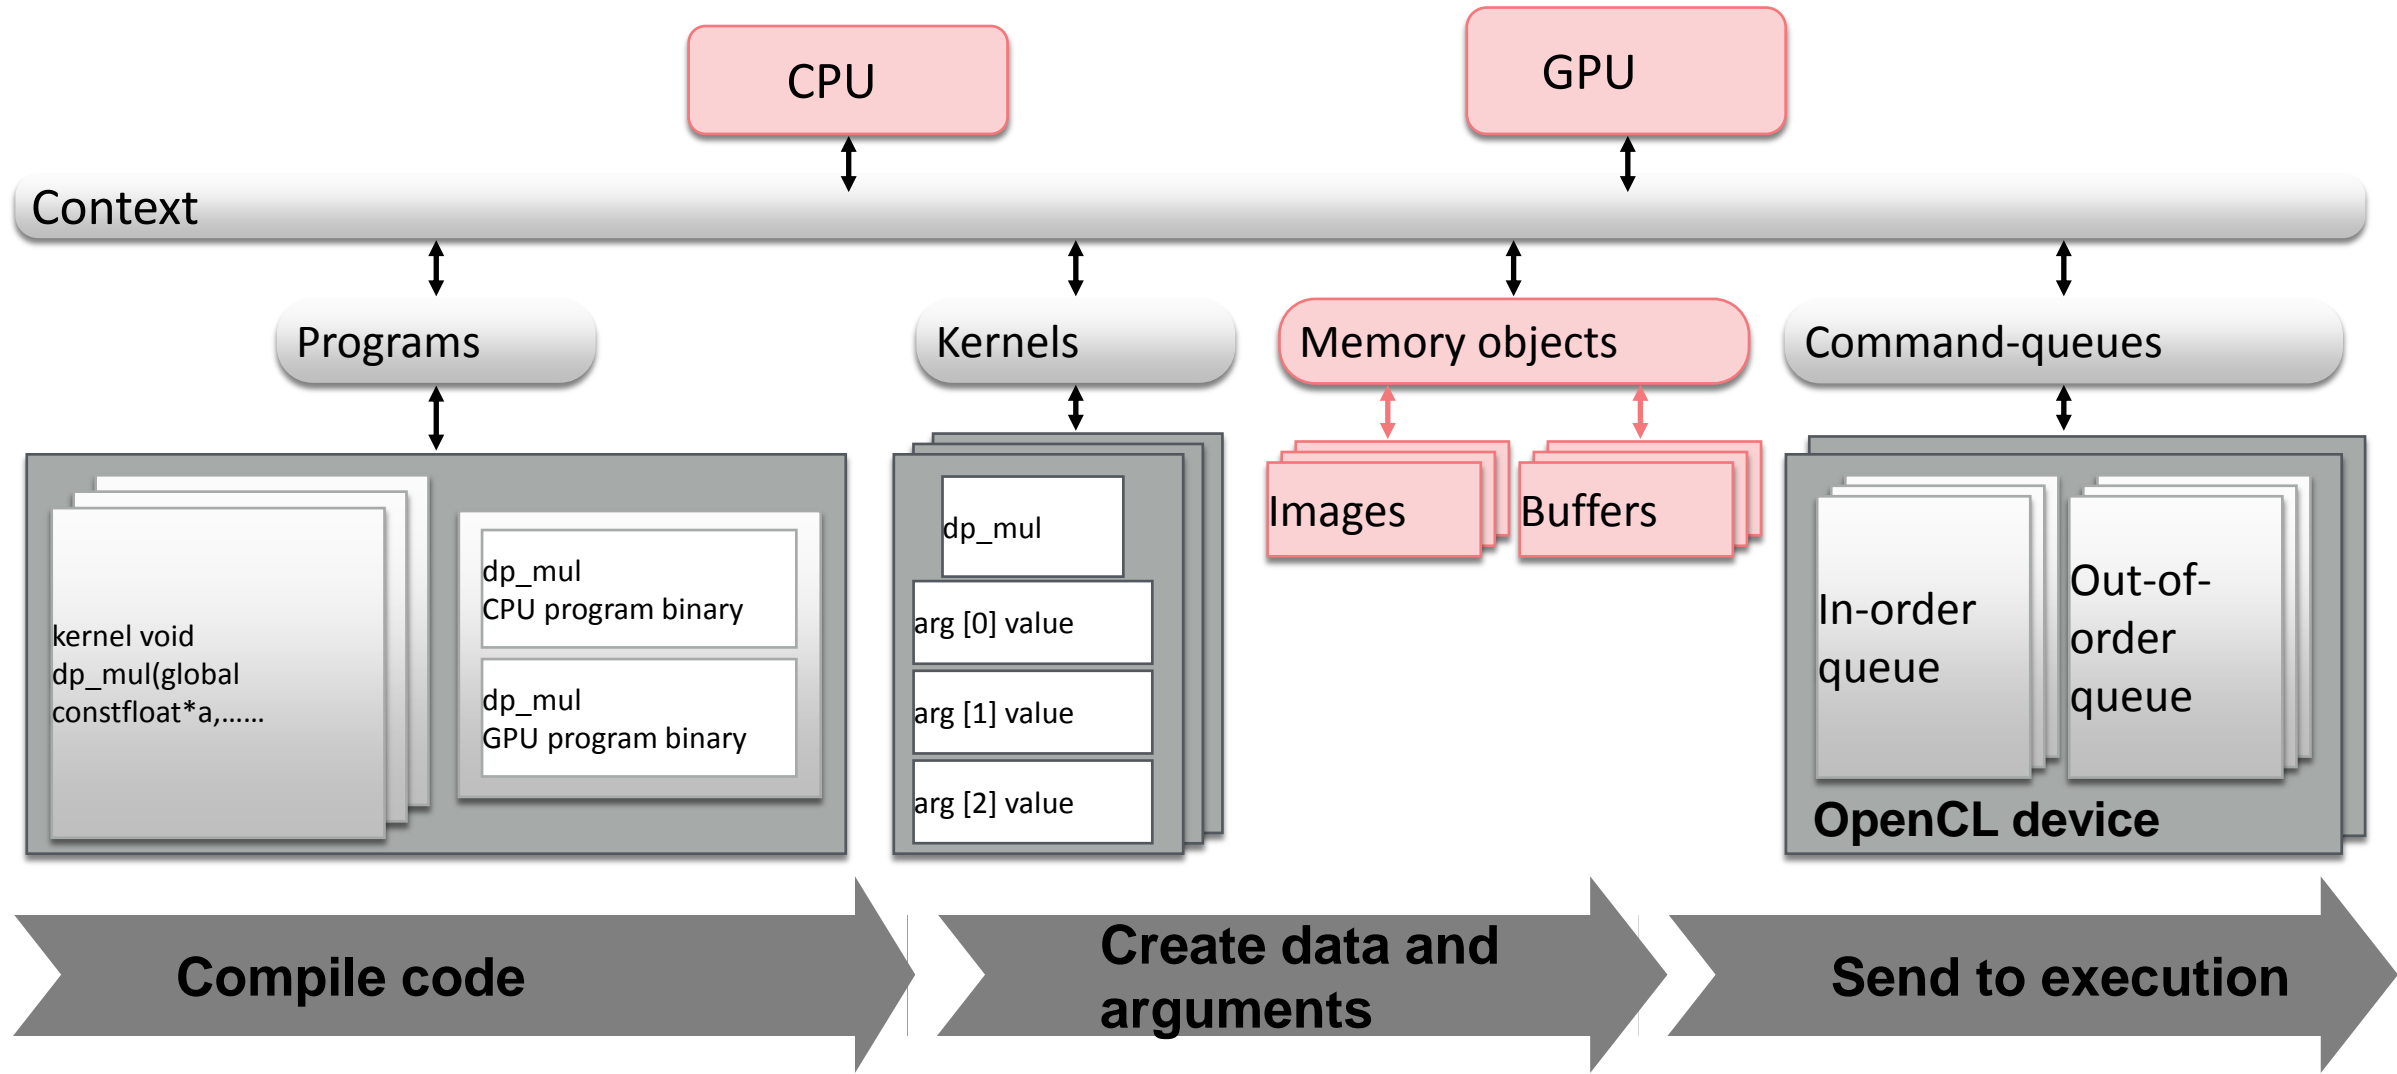 CPU
GPU
Context
Programs
Kernels
Memory objects
Command-queues
kernel void
dp_mul(global
constfloat*a,......
dp_mul
CPU program binary
dp_mul
GPU program binary
dp_mul
arg [0] value
arg [1] value
arg [2] value
Images
Buffers
In-order
queue
Out-of-
order
queue
OpenCL device
Compile code
Create data and
arguments
Send to execution